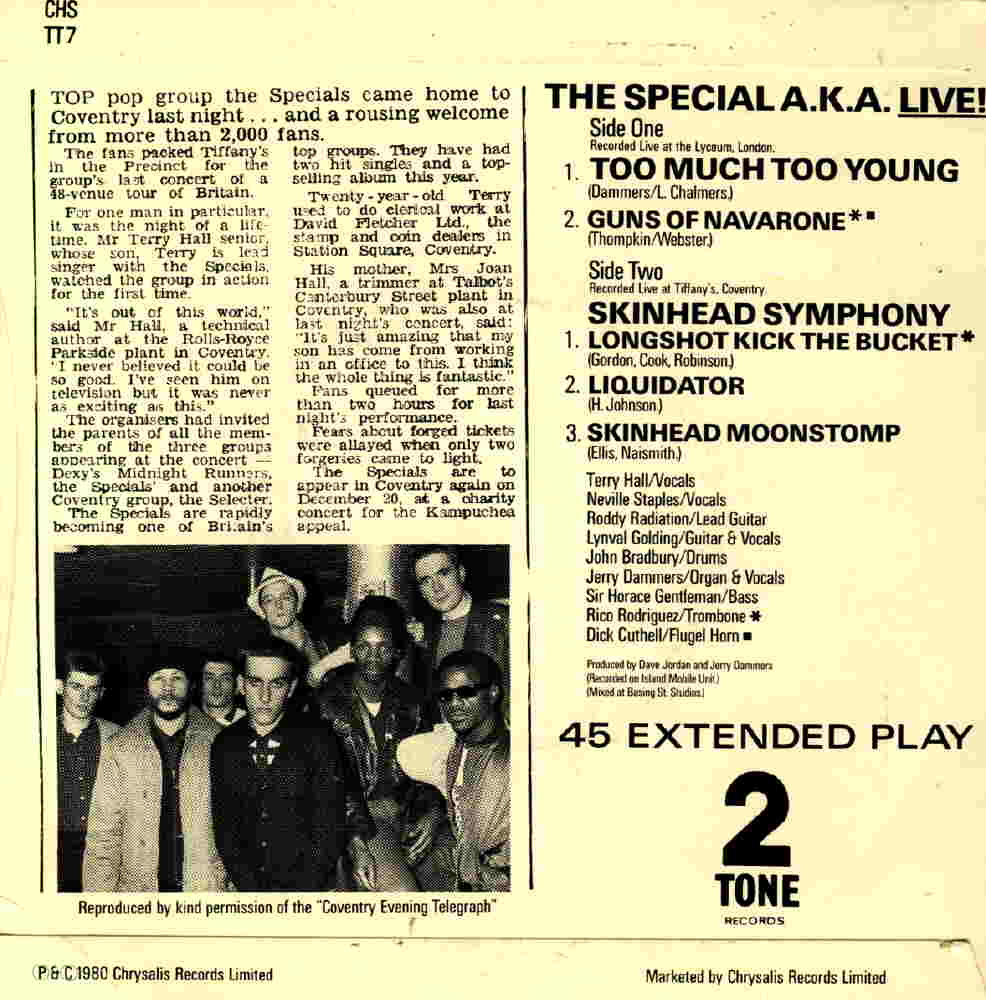 CHS
TT7
TOP pop group the Specials came home to
Coventry last night . . . and a rousing welcome
from more than 2,000 fans.
The fans packed Tiffany's
in the Precinct for the
group's last concert of a
48-venue tour of Britain.
For one man in particular,
it was the night of a life-
time. Mr Terry Hall senior,
whose son, Terry is lead
singer with the Specials,
watched the group in action
for the first time.
"It's out of this world,"
said Mr Hall, a technical
author at the Rolls-Royce
Parkside plant in Coventry.
"I never believed it could be
so good. I've seen him on
television but it was never
as exciting as this."
The organisers had invited
the parents of all the mem-
bers of the three groups
appearing at the concert —
Dexy's Midnight Runners,
the Specials' and another
Coventry group, the Selecter.
The Specials are rapidly
becoming one of Britain's
top groups. They have had
two hit singles and a top-
selling album this year.
Twenty-year-old Terry
used to do clerical work at
David Fletcher Ltd., the
stamp and coin dealers in
Station Square, Coventry.
His mother, Mrs Joan
Hall, a trimmer at Talbot's
Canterbury Street plant in
Coventry, who was also at
last night's concert, said:
"It's just amazing that my
son has come from working
in an office to this. I think
the whole thing is fantastic."
Fans queued for more
than two hours for last
night's performance.
Fears about forged tickets
were allayed when only two
forgeries came to light.
The Specials are to
appear in Coventry again on
December 20, at a charity
concert for the Kampuchea
appeal.
Reproduced by kind permission of the "Coventry Evening Telegraph"
THE SPECIAL A.K.A. LIVE!
Side One
Recorded Live at the Lyceum, London.
1. TOO MUCH TOO YOUNG
(Dammers/L. Chalmers.)
2. GUNS OF NAVARONE*■
(Thompkin/Webster.)
Side Two
Recorded Live at Tiffany's, Coventry.
SKINHEAD SYMPHONY
1. LONGSHOT KICK THE BUCKET*
(Gordon, Cook, Robinson.)
2. LIQUIDATOR
(H. Johnson.)
3. SKINHEAD MOONSTOMP
(Ellis, Naismith.)
Terry Hall/Vocals
Neville Staples/Vocals
Roddy Radiation/Lead Guitar
Lynval Golding/Guitar & Vocals
John Bradbury/Drums
Jerry Dammers/Organ & Vocals
Sir Horace Gentleman/Bass
Rico Rodriguez/Trombone *
Dick Cuthell/Flugel Horn ■
Produced by Dave Jordan and Jerry Dammers
(Recorded on Island Mobile Unit.)
(Mixed at Basing St. Studios.)
45 EXTENDED PLAY
2
TONE
RECORDS
(P) & (C) 1980 Chrysalis Records Limited
Marketed by Chrysalis Records Limited